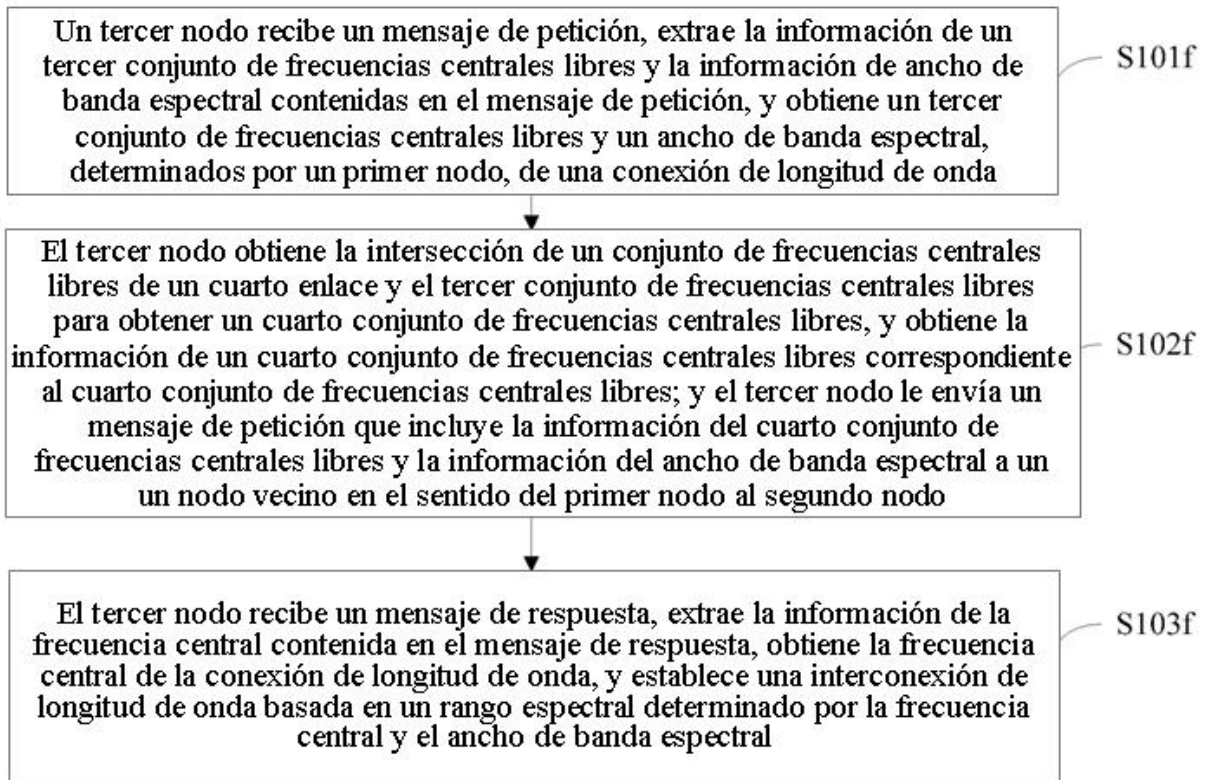 Un tercer nodo recibe un mensaje de petición, extrae la información de un
tercer conjunto de frecuencias centrales libres y la información de ancho de
banda espectral contenidas en el mensaje de petición, y obtiene un tercer
conjunto de frecuencias centrales libres y un ancho de banda espectral,
determinados por un primer nodo, de una conexión de longitud de onda
S101f
El tercer nodo obtiene la intersección de un conjunto de frecuencias centrales
libres de un cuarto enlace y el tercer conjunto de frecuencias centrales libres
para obtener un cuarto conjunto de frecuencias centrales libres, y obtiene la
información de un cuarto conjunto de frecuencias centrales libres correspondiente
al cuarto conjunto de frecuencias centrales libres; y el tercer nodo le envía un
mensaje de petición que incluye la información del cuarto conjunto de
frecuencias centrales libres y la información del ancho de banda espectral a un
un nodo vecino en el sentido del primer nodo al segundo nodo
S102f
El tercer nodo recibe un mensaje de respuesta, extrae la información de la
frecuencia central contenida en el mensaje de respuesta, obtiene la frecuencia
central de la conexión de longitud de onda, y establece una interconexión de
longitud de onda basada en un rango espectral determinado por la frecuencia
central y el ancho de banda espectral
S103f